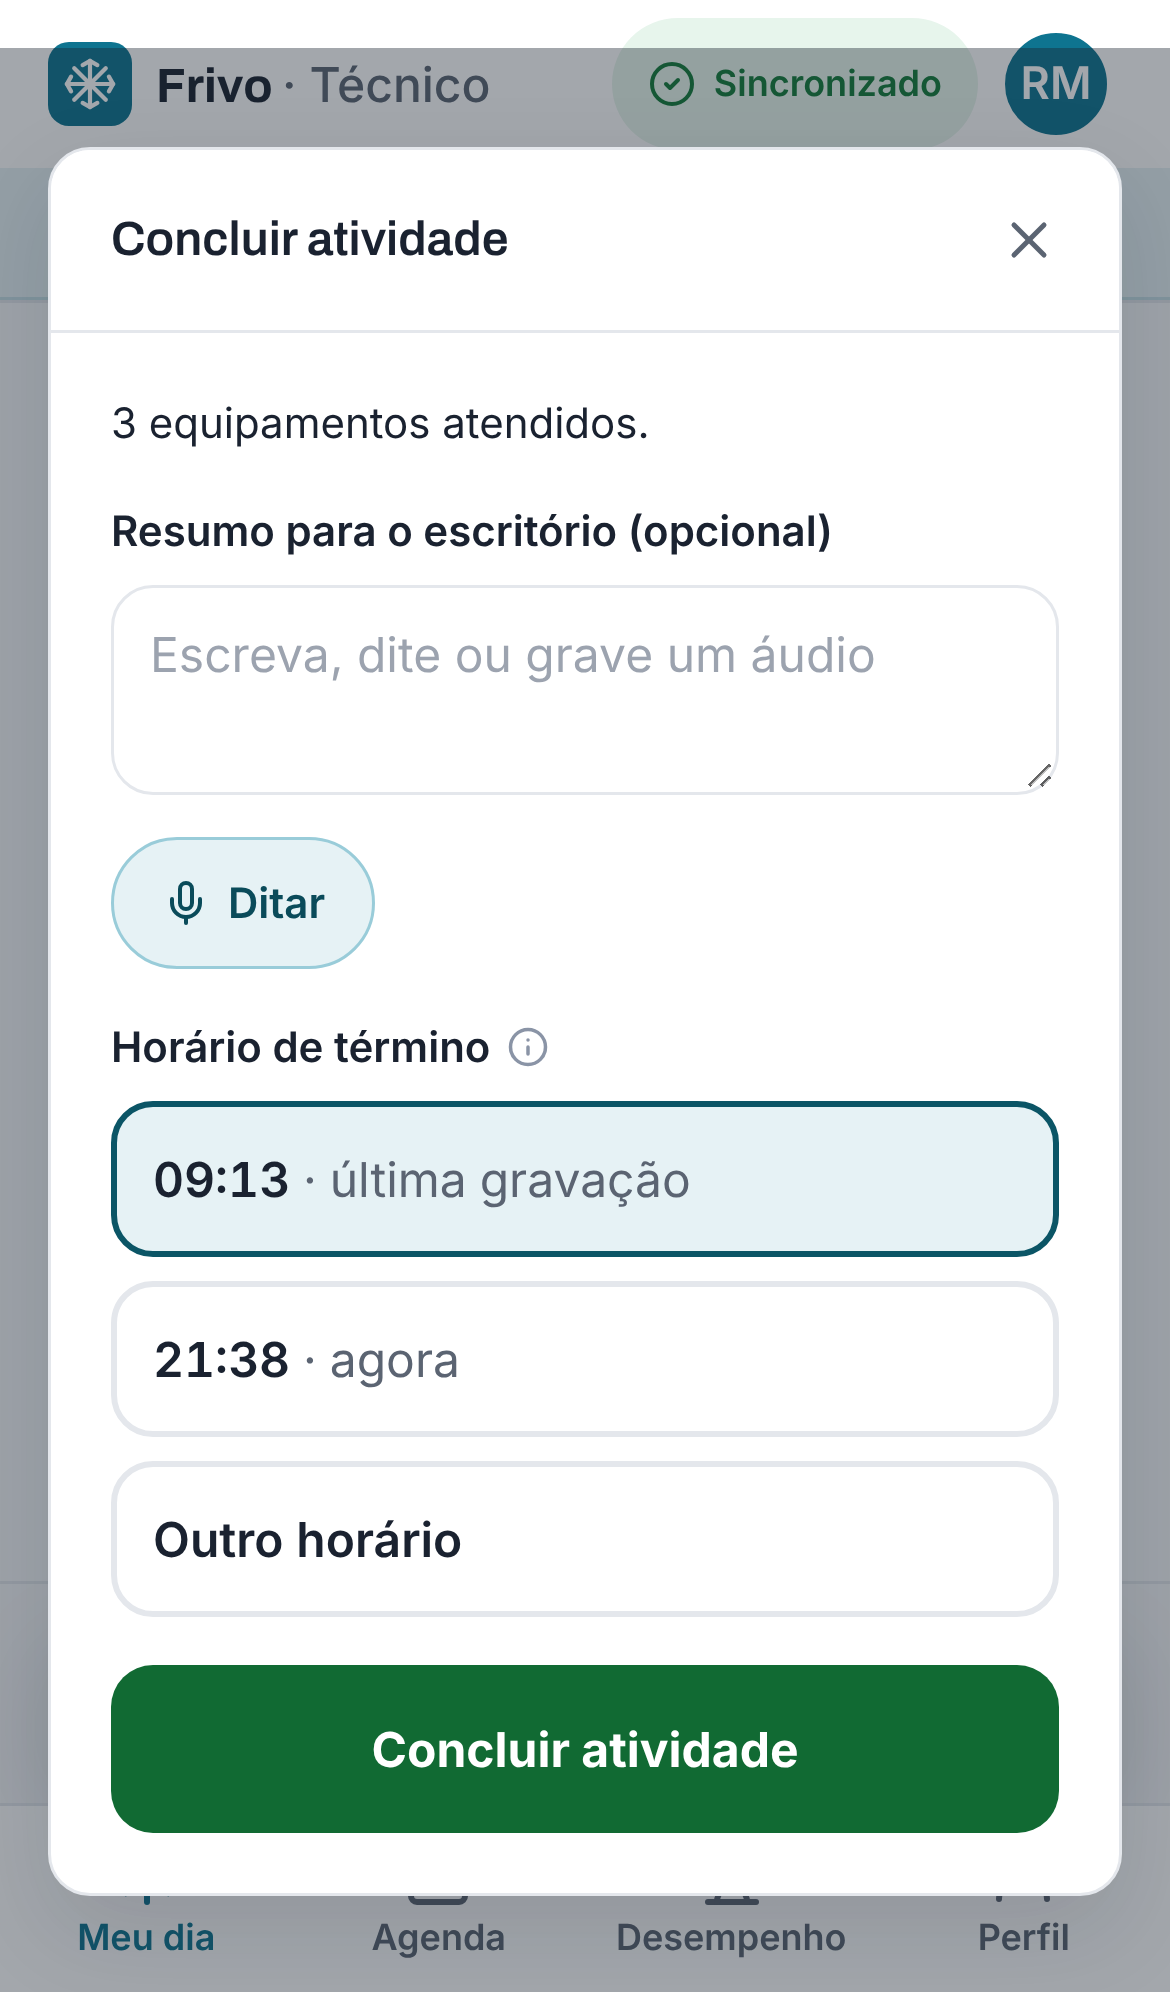 Frivo · Técnico
Sincronizado
RM
Concluir atividade
3 equipamentos atendidos.
Resumo para o escritório (opcional)
Escreva, dite ou grave um áudio
Ditar
Horário de término
09:13 · última gravação
21:38 · agora
Outro horário
Concluir atividade
Meu dia
Agenda
Desempenho
Perfil